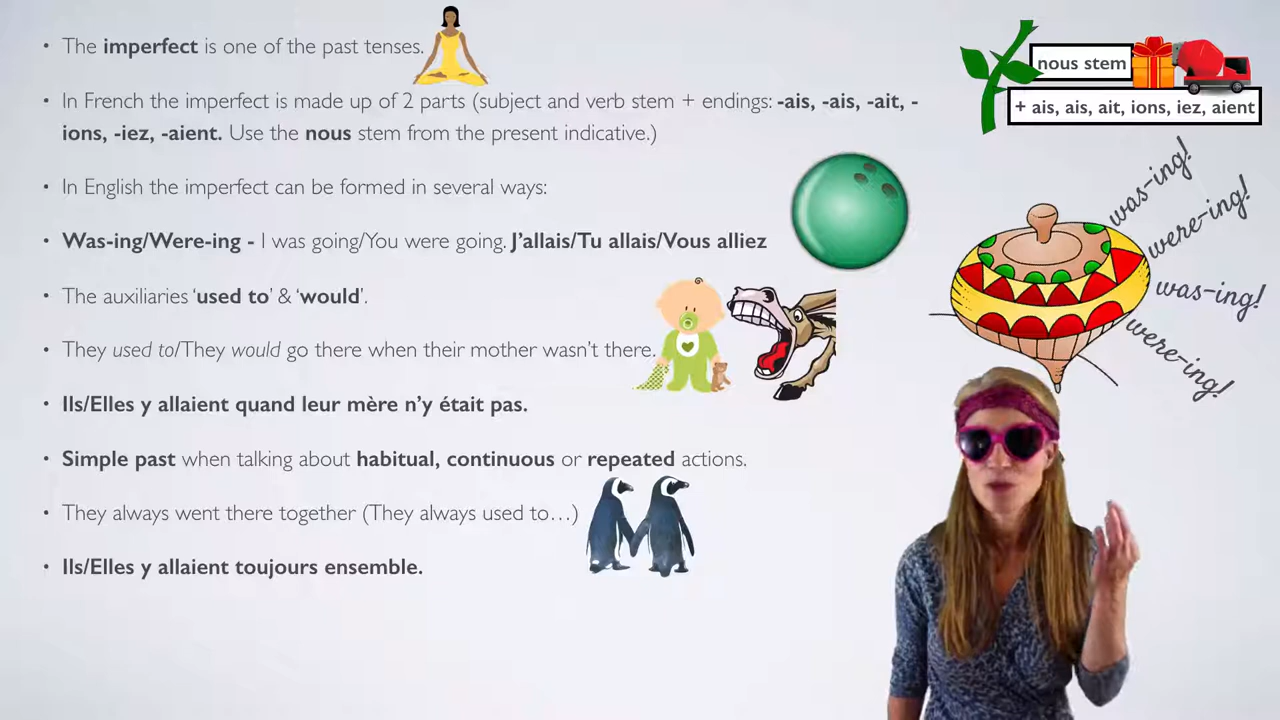 • The imperfect is one of the past tenses.
• In French the imperfect is made up of 2 parts (subject and verb stem + endings: -ais, -ais, -ait, -
ions, -iez, -aient. Use the nous stem from the present indicative.)
• In English the imperfect can be formed in several ways:
• Was-ing/Were-ing - I was going/You were going. J’allais/Tu allais/Vous alliez
• The auxiliaries ‘used to’ & ‘would’.
• They used to/They would go there when their mother wasn’t there.
• Ils/Elles y allaient quand leur mère n’y était pas.
• Simple past when talking about habitual, continuous or repeated actions.
• They always went there together (They always used to…)
• Ils/Elles y allaient toujours ensemble.
nous stem
+ ais, ais, ait, ions, iez, aient
was-ing!
were-ing!
was-ing!
were-ing!